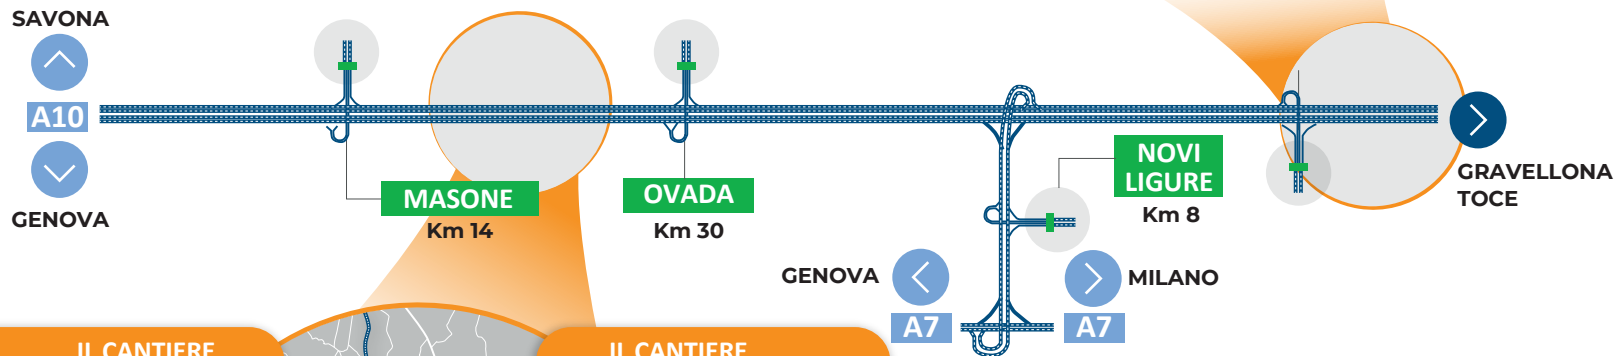 SAVONA
A10
GENOVA
MASONE
Km 14
OVADA
Km 30
NOVI
LIGURE
Km 8
GRAVELLONA
TOCE
GENOVA
MILANO
A7
A7
IL CANTIERE
IL CANTIERE